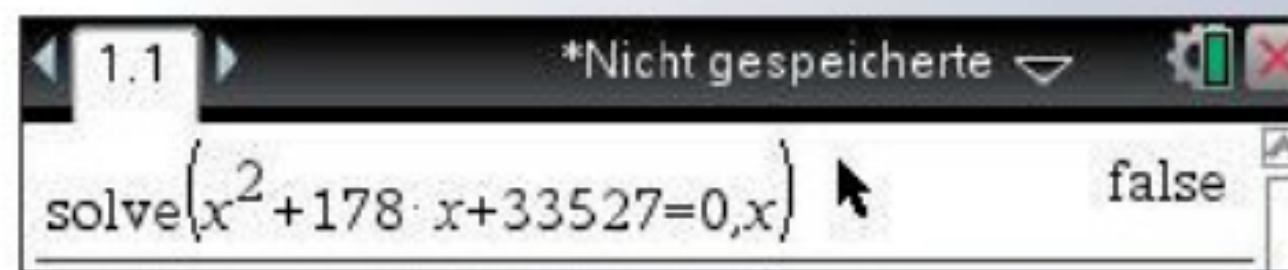 1.1
*Nicht gespeicherte
solve(x²+178·x+33527=0,x)
false